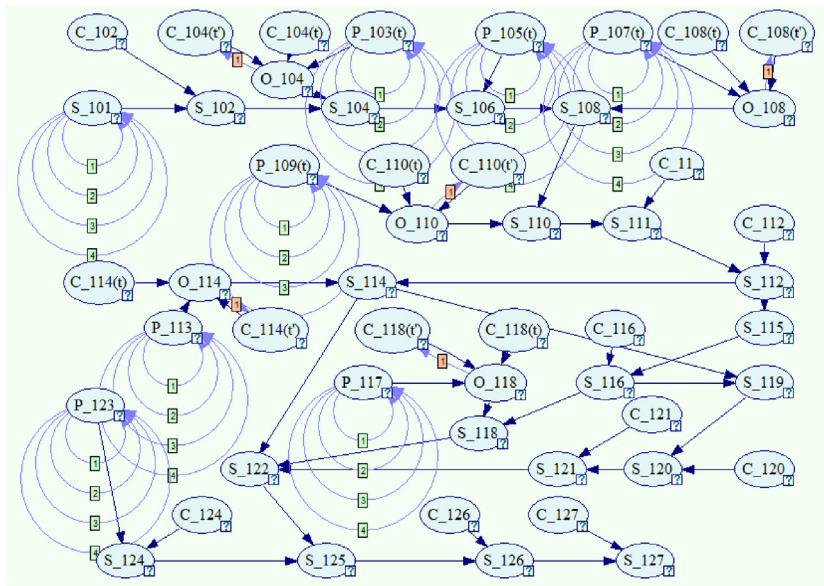 C_102 C_104(t') C_104(t) P_103(t) P_105(t) P_107(t) C_108(t) C_108(t')
? ? ? ? ? ? ? ?
1 O_104 1
?
1 1 1
S_101 S_102 S_104 S_106 S_108 O_108
? ? ? ? ? ?
2 2 2
3
P_109(t) C_110(t) C_110(t') C_11
? ? ? ?
1 4
2 1
3 O_110 S_110 S_111 C_112
? ? ? ?
1
2
4 3
C_114(t) O_114 S_114 S_112
? ? ? ?
1
P_113 C_114(t') C_118(t') C_118(t) C_116 S_115
? ? ? ? ? ?
1
P_117 O_118 S_116 S_119
? ? ? ?
1
P_123 2 C_121
? ?
3 1 S_118
?
1 4 2 S_122 S_121 S_120 C_120
? ? ? ?
2
3
3 4
C_124 C_126 C_127
? ? ?
4
S_124 S_125 S_126 S_127
? ? ? ?